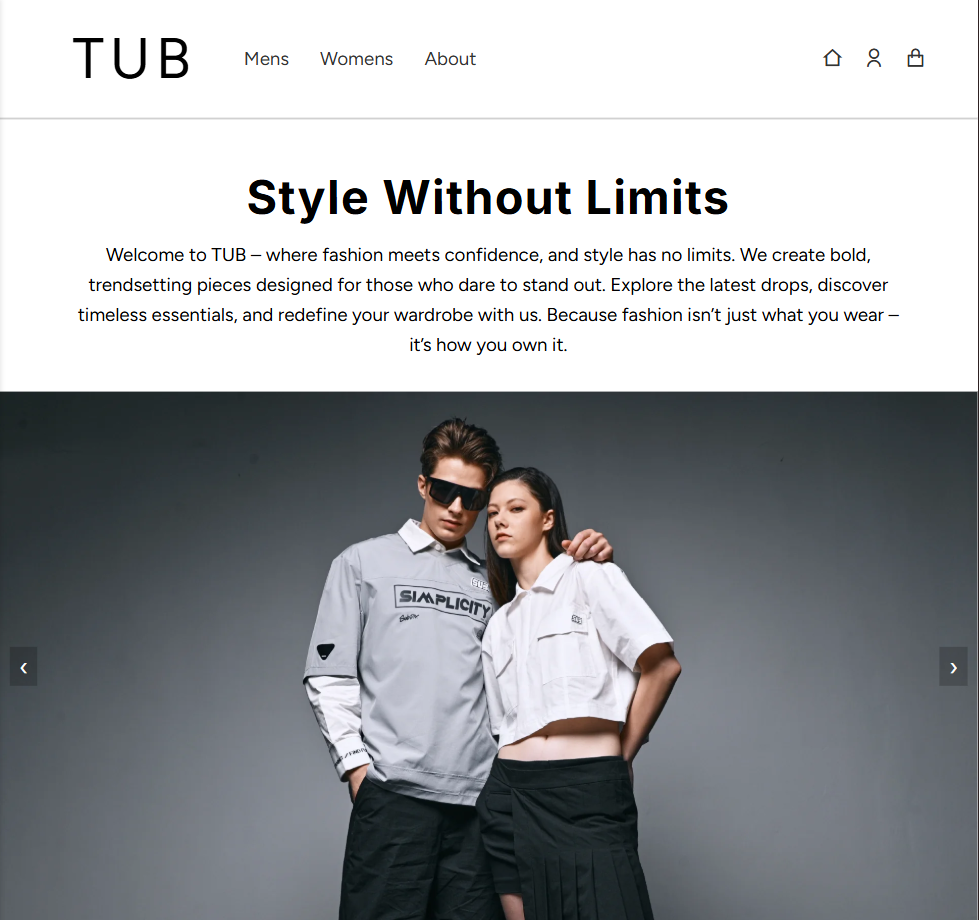 TUB
Mens Womens About
Style Without Limits
Welcome to TUB – where fashion meets confidence, and style has no limits. We create bold,
trendsetting pieces designed for those who dare to stand out. Explore the latest drops, discover
timeless essentials, and redefine your wardrobe with us. Because fashion isn’t just what you wear –
it’s how you own it.
SIMPLICITY